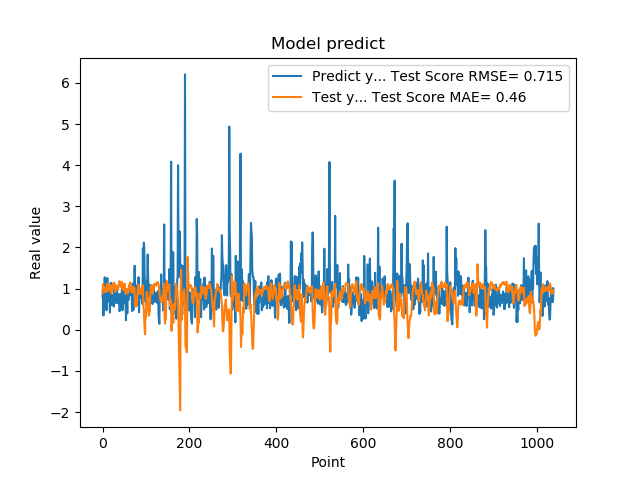 Model predict
Predict y... Test Score RMSE= 0.715
Test y... Test Score MAE= 0.46
Real value
6
5
4
3
2
1
0
−1
−2
0 200 400 600 800 1000
Point